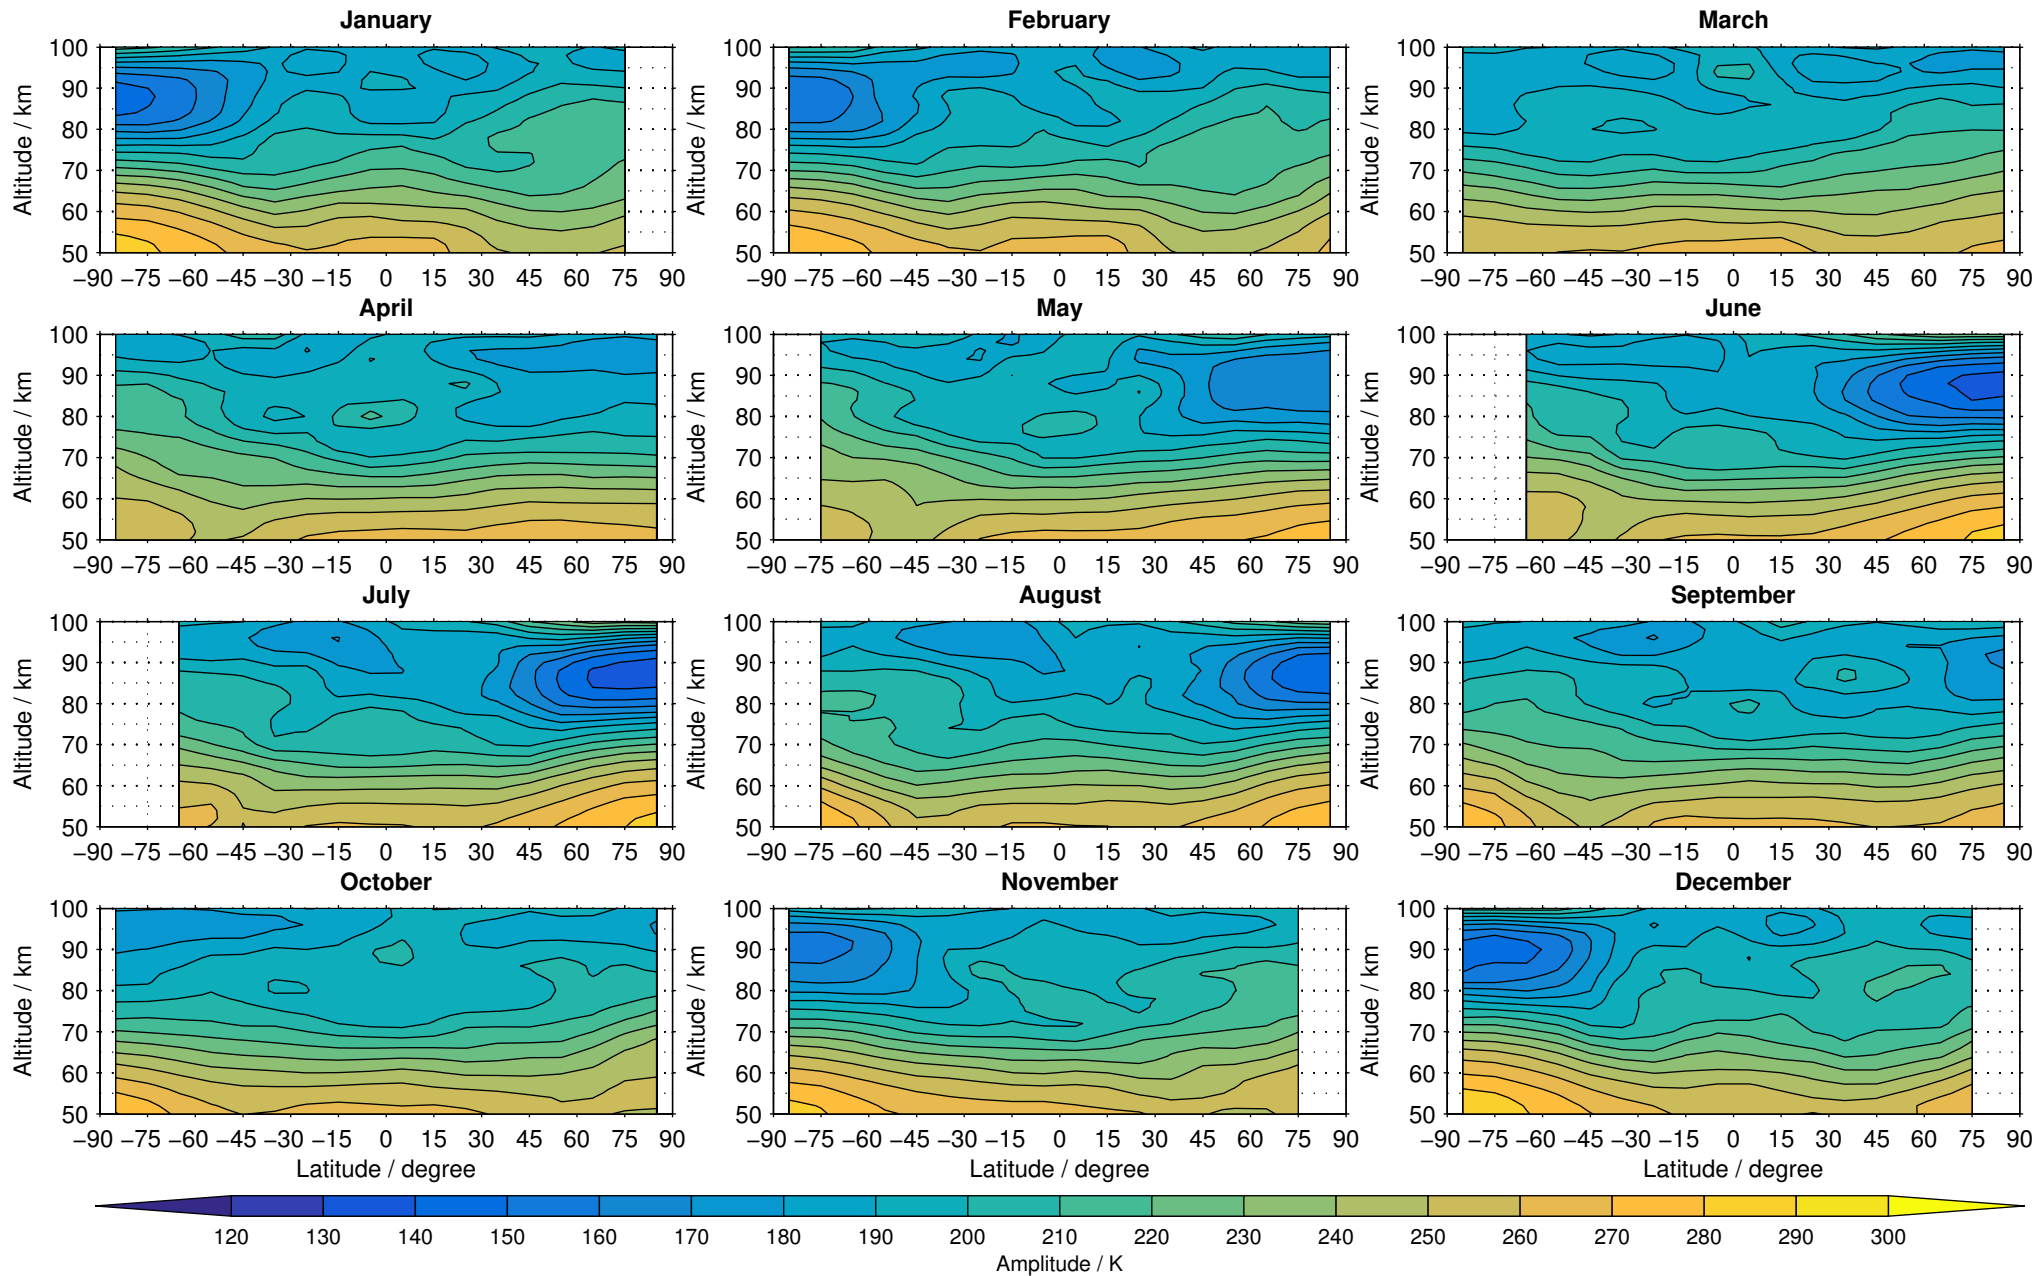 January February March
100 100 100
90 90 90
80 80 80
70 70 70
60 60 60
50 50 50
Altitude / km Altitude / km Altitude / km
−90 −75 −60 −45 −30 −15 0 15 30 45 60 75 90 −90 −75 −60 −45 −30 −15 0 15 30 45 60 75 90 −90 −75 −60 −45 −30 −15 0 15 30 45 60 75 90
April May June
100 100 100
90 90 90
80 80 80
70 70 70
60 60 60
50 50 50
Altitude / km Altitude / km Altitude / km
−90 −75 −60 −45 −30 −15 0 15 30 45 60 75 90 −90 −75 −60 −45 −30 −15 0 15 30 45 60 75 90 −90 −75 −60 −45 −30 −15 0 15 30 45 60 75 90
July August September
100 100 100
90 90 90
80 80 80
70 70 70
60 60 60
50 50 50
Altitude / km Altitude / km Altitude / km
−90 −75 −60 −45 −30 −15 0 15 30 45 60 75 90 −90 −75 −60 −45 −30 −15 0 15 30 45 60 75 90 −90 −75 −60 −45 −30 −15 0 15 30 45 60 75 90
October November December
100 100 100
90 90 90
80 80 80
70 70 70
60 60 60
50 50 50
Altitude / km Altitude / km Altitude / km
−90 −75 −60 −45 −30 −15 0 15 30 45 60 75 90 −90 −75 −60 −45 −30 −15 0 15 30 45 60 75 90 −90 −75 −60 −45 −30 −15 0 15 30 45 60 75 90
Latitude / degree Latitude / degree Latitude / degree
120 130 140 150 160 170 180 190 200 210 220 230 240 250 260 270 280 290 300
Amplitude / K